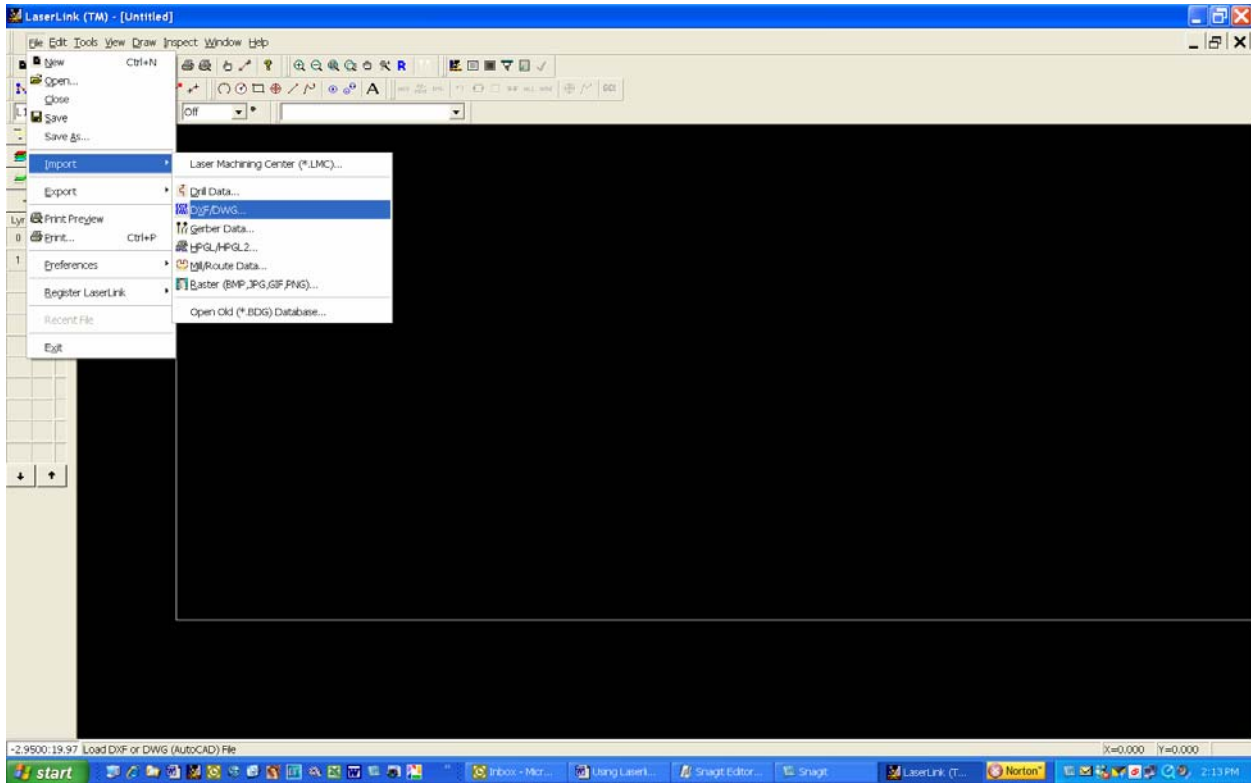 LaserLink (TM) - [Untitled]
File Edit Tools View Draw Inspect Window Help
New Ctrl+N
Open...
Close
Save
Save As...
Import
Export
Print Preview
Print... Ctrl+P
Preferences
Register LaserLink
Recent File
Exit
Laser Machining Center (*.LMC)...
Drill Data...
DXF/DWG...
Gerber Data...
HPGL/HPGL2...
Mill/Route Data...
Raster (BMP,JPG,GIF,PNG)...
Open Old (*.BDG) Database...
R
A
GO!
Off
Lyr
0
1
-2.9500:19.97 Load DXF or DWG (AutoCAD) File
X=0.000 Y=0.000
start
Inbox - Micr...
Using Laserli...
Snagit Editor...
Snagit
LaserLink (T...
Norton
2:13 PM